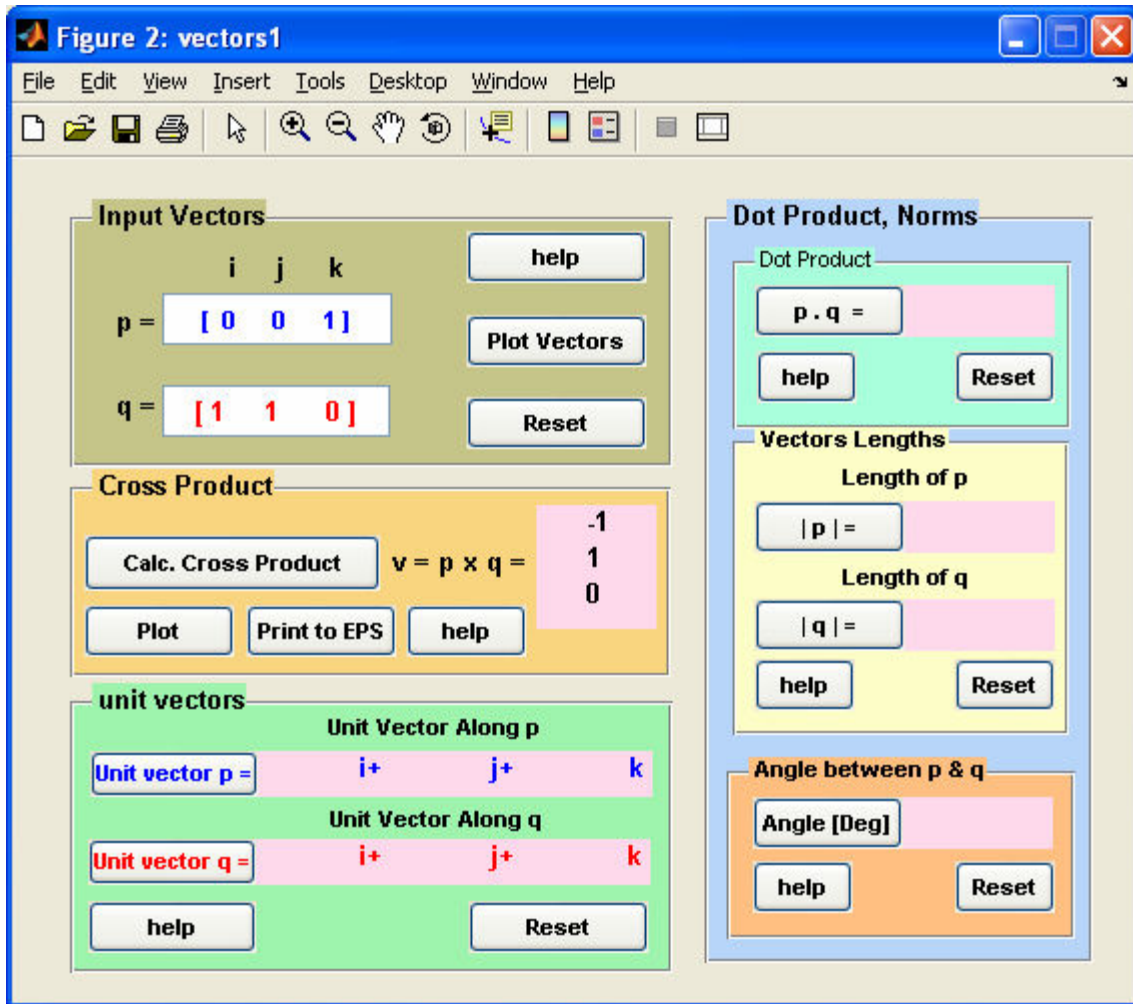 Figure 2: vectors1
File Edit View Insert Tools Desktop Window Help
Input Vectors
i j k
p = [ 0 0 1 ]
q = [ 1 1 0 ]
help
Plot Vectors
Reset
Cross Product
Calc. Cross Product v = p x q =
-1
1
0
Plot Print to EPS help
unit vectors
Unit Vector Along p
Unit vector p = i+ j+ k
Unit Vector Along q
Unit vector q = i+ j+ k
help Reset
Dot Product, Norms
Dot Product
p . q =
help Reset
Vectors Lengths
Length of p
| p | =
Length of q
| q | =
help Reset
Angle between p & q
Angle [Deg]
help Reset